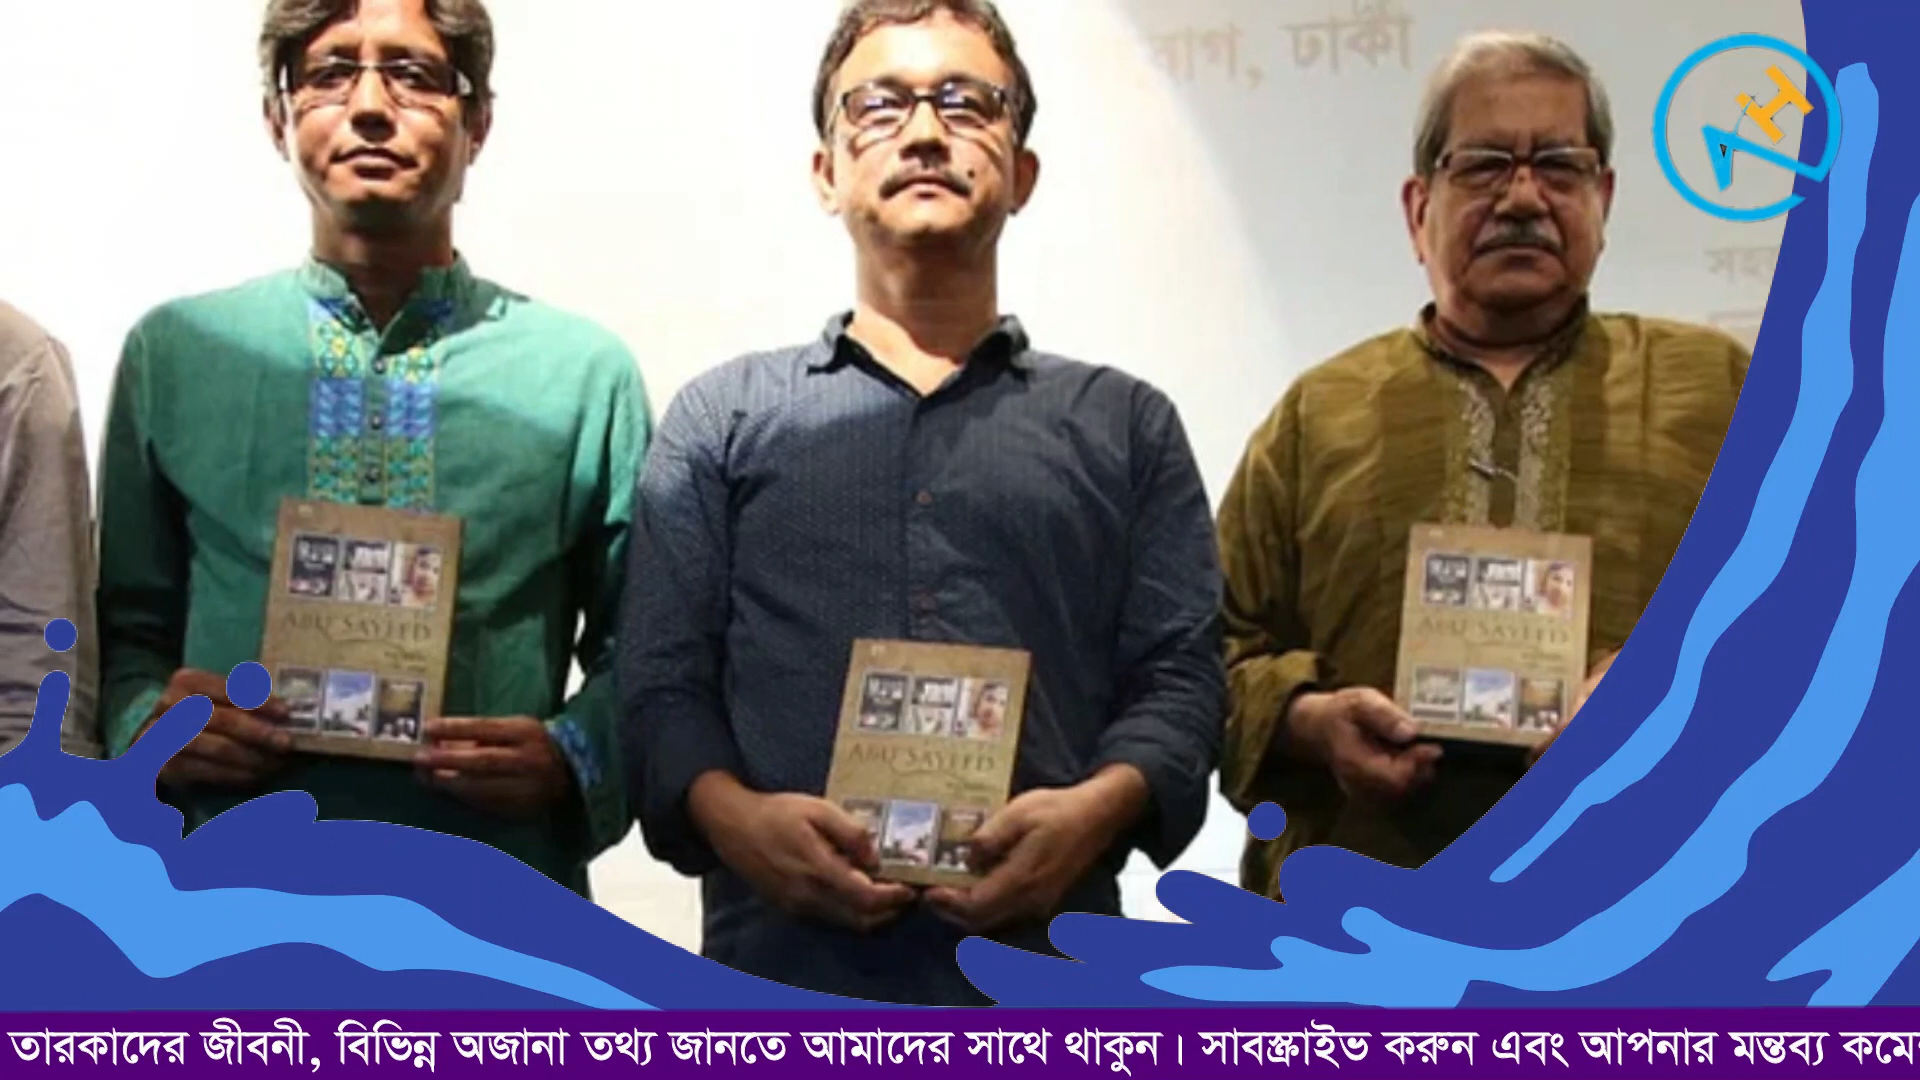 বাগ, ঢাকা
সহ
ABU SAYEED
ABU SAYEED
ABU SAYEED
তারকাদের জীবনী, বিভিন্ন অজানা তথ্য জানতে আমাদের সাথে থাকুন। সাবস্ক্রাইভ করুন এবং আপনার মন্তব্য কমে